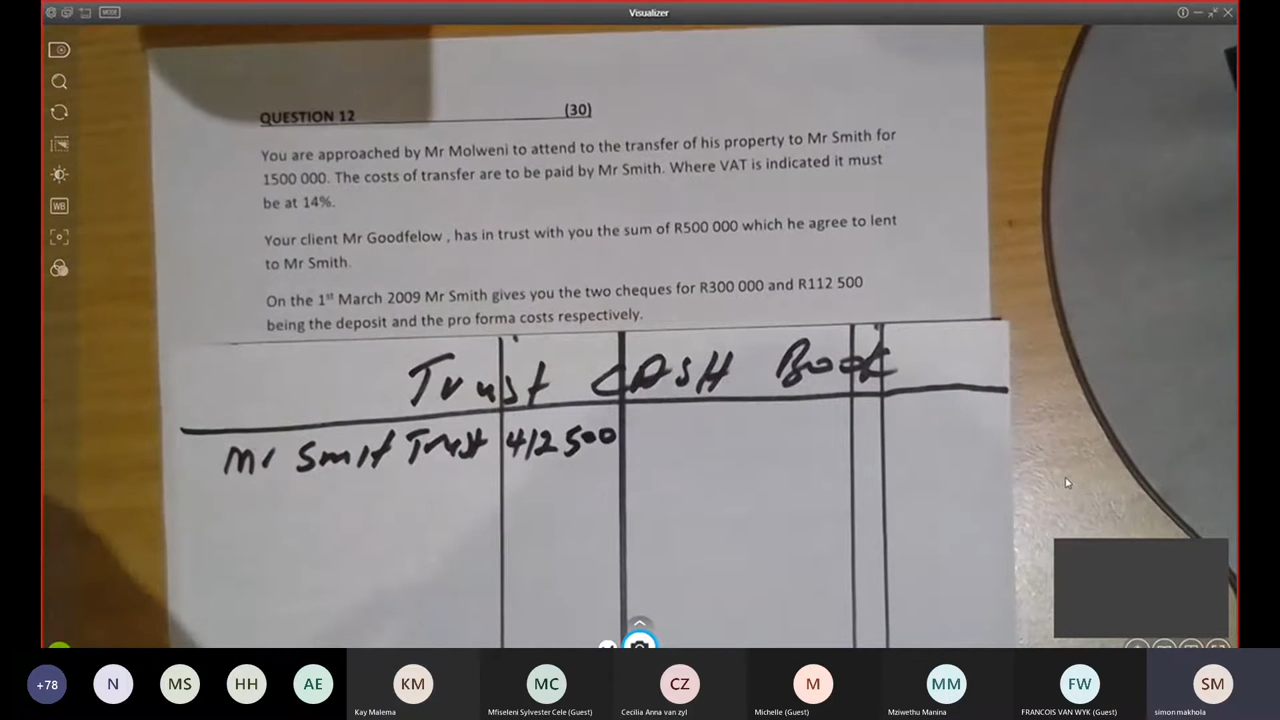 Visualizer
MODE
WB
QUESTION 12 (30)
You are approached by Mr Molweni to attend to the transfer of his property to Mr Smith for
1500 000. The costs of transfer are to be paid by Mr Smith. Where VAT is indicated it must
be at 14%.
Your client Mr Goodfelow , has in trust with you the sum of R500 000 which he agree to lent
to Mr Smith.
On the 1st March 2009 Mr Smith gives you the two cheques for R300 000 and R112 500
being the deposit and the pro forma costs respectively.
Trust CASH Book
Mr Smit Trust 412 500
+78 N MS HH AE KM MC CZ M MM FW SM
Kay Malema Mfiseleni Sylvester Cele (Guest) Cecilia Anna van zyl Michelle (Guest) Mziwethu Manina FRANCOIS VAN WYK (Guest) simon makhola